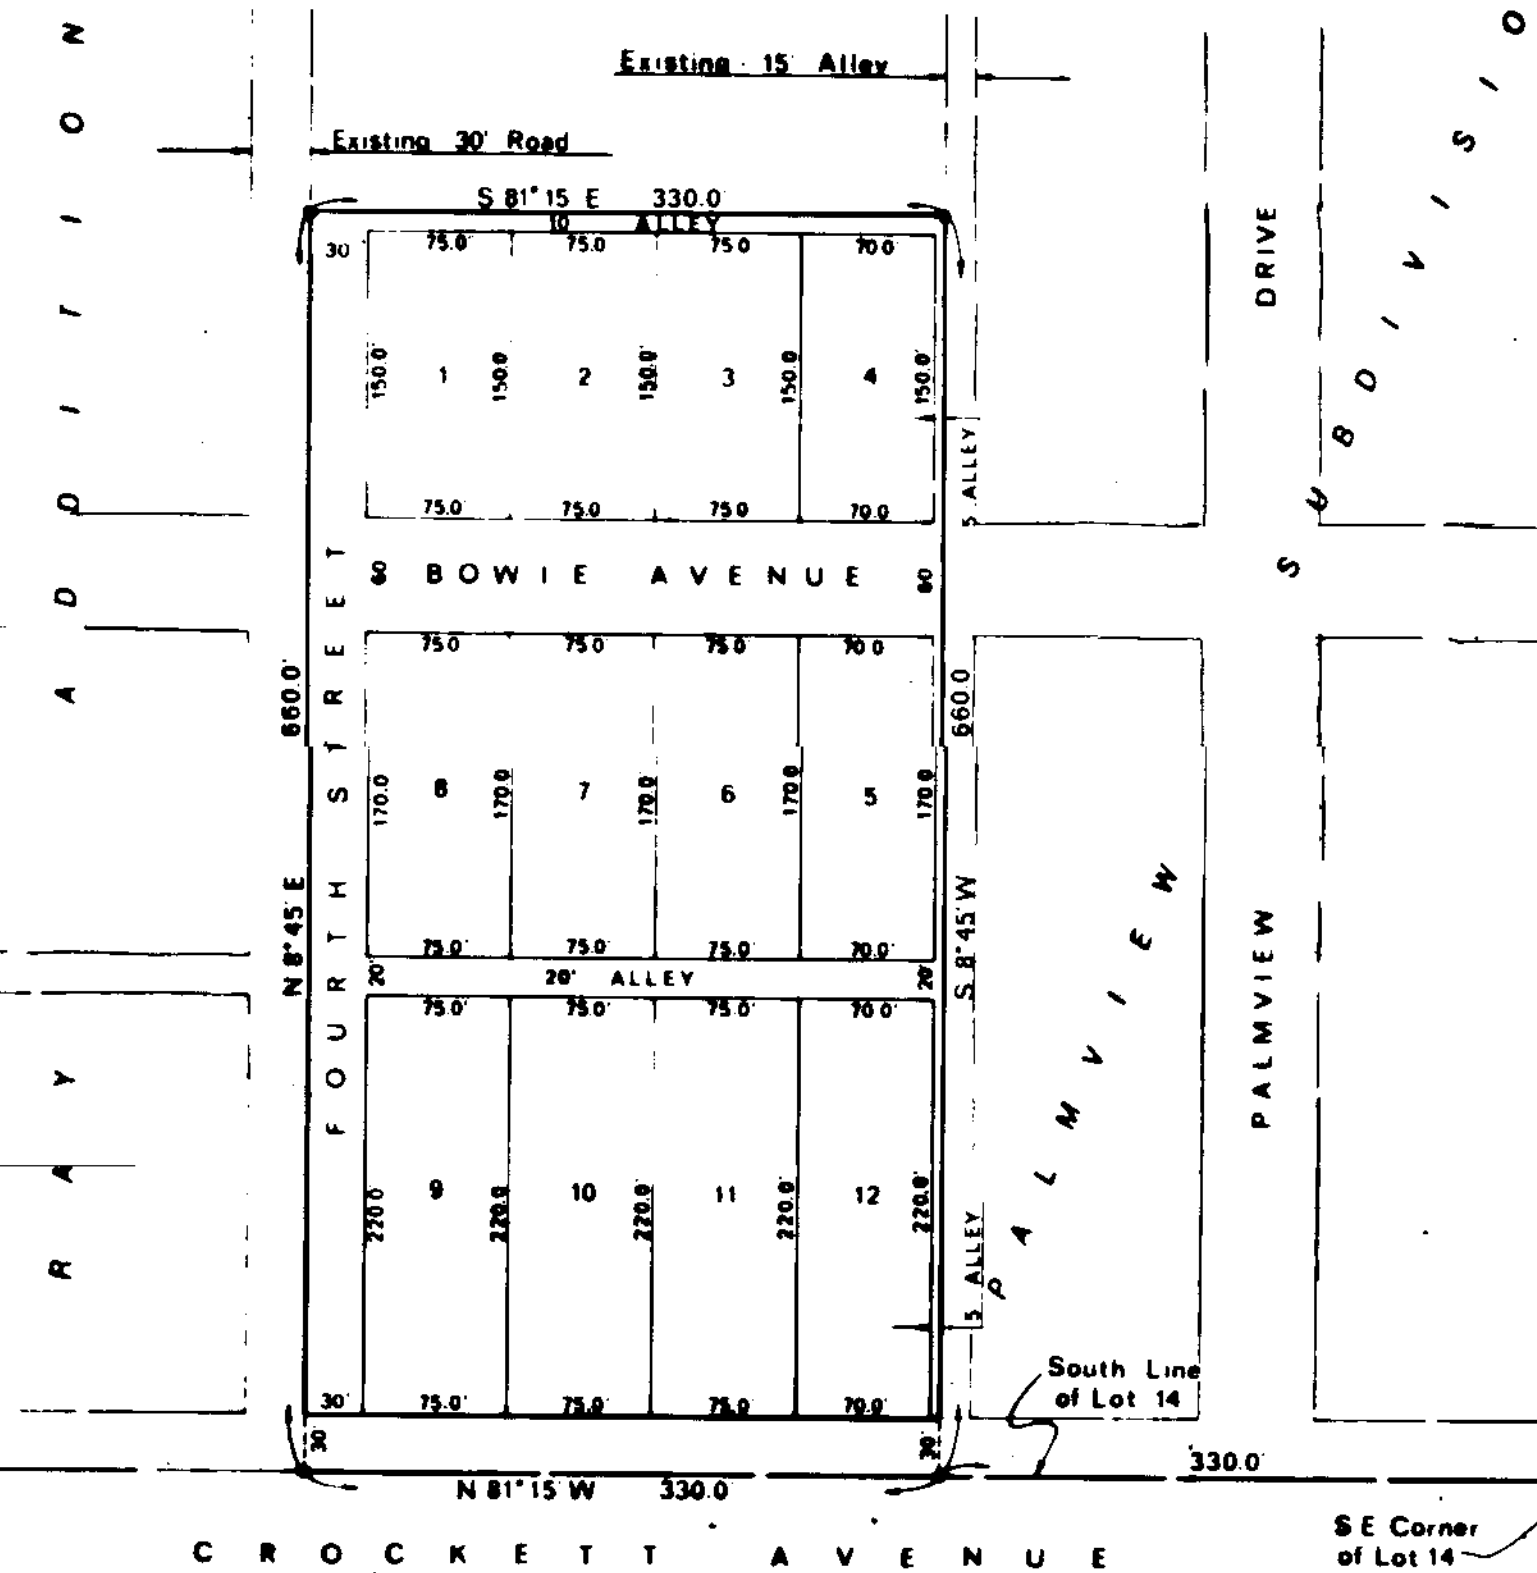 Existing 15' Alley
Existing 30' Road
S 81° 15' E 330.0'
10 ALLEY
30 75.0' 75.0 75.0 70.0
150.0' 1 150.0 2 150.0' 3 150.0 4 150.0'
5 ALLEY
75.0' 75.0 75.0 70.0
60 BOWIE AVENUE 60
75.0 75.0 75.0 70.0
170.0 8 170.0 7 170.0' 6 170.0 5 170.0
75.0' 75.0' 75.0' 70.0'
20' 20' ALLEY 20'
75.0' 75.0' 75.0' 70.0'
220.0' 9 220.0' 10 220.0' 11 220.0' 12 220.0'
5 ALLEY
30' 75.0' 75.0' 75.0' 70.0'
30' 30'
N 81° 15' W 330.0'
N 8° 45' E 660.0'
S 8° 45' W 660.0
FOURTH STREET
RAY ADDITION
PALMVIEW SUBDIVISIO
PALMVIEW DRIVE
South Line
of Lot 14
330.0'
SE Corner
of Lot 14
CROCKETT AVENUE